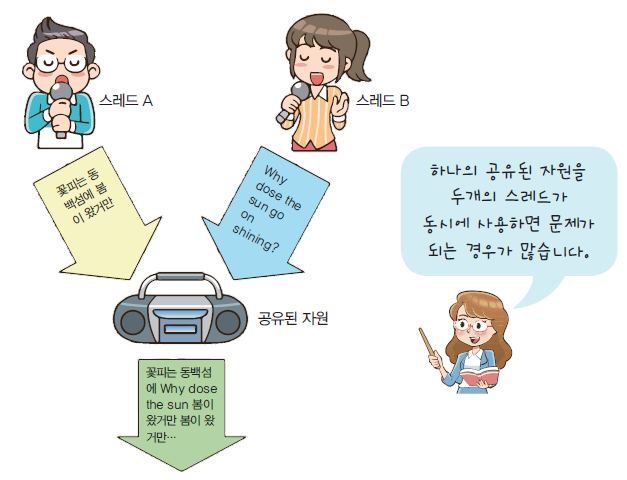 스레드 A
스레드 B
꽃피는 동
백섬에 봄
이 왔거만
Why
dose the
sun go
on
shining?
하나의 공유된 자원을
두개의 스레드가
동시에 사용하면 문제가
되는 경우가 많습니다.
공유된 자원
꽃피는 동백섬
에 Why dose
the sun 봄이
왔거만 봄이 왔
거만…